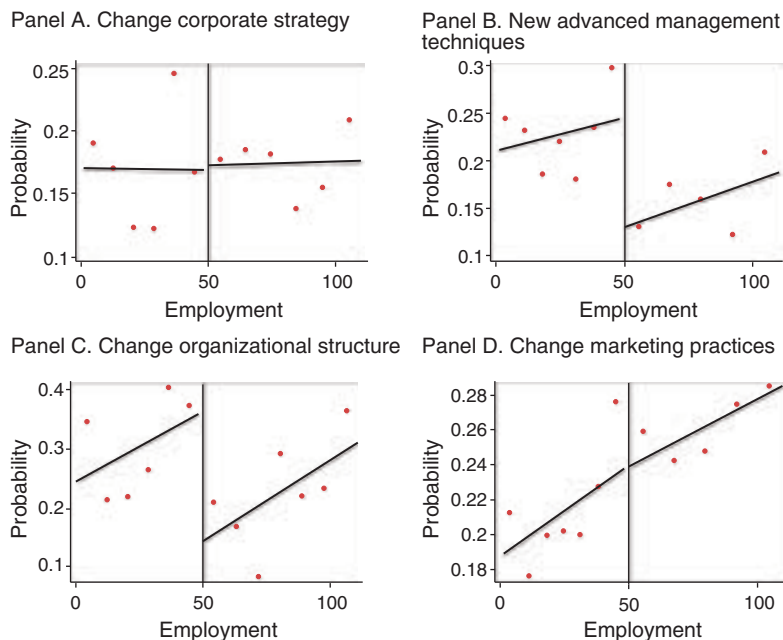 Panel A. Change corporate strategy
0.25
0.2
0.15
0.1
Probability
0 50 100
Employment
Panel B. New advanced management
techniques
0.3
0.25
0.2
0.15
0.1
Probability
0 50 100
Employment
Panel C. Change organizational structure
0.4
0.3
0.2
0.1
Probability
0 50 100
Employment
Panel D. Change marketing practices
0.28
0.26
0.24
0.22
0.2
0.18
Probability
0 50 100
Employment